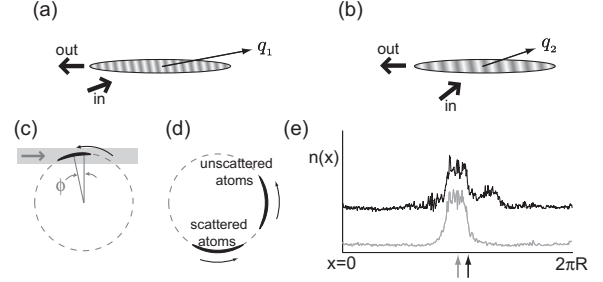 (a)
(b)
out
q1
in
out
q2
in
(c)
(d)
(e)
ϕ
unscattered
atoms
scattered
atoms
n(x)
x=0
2πR